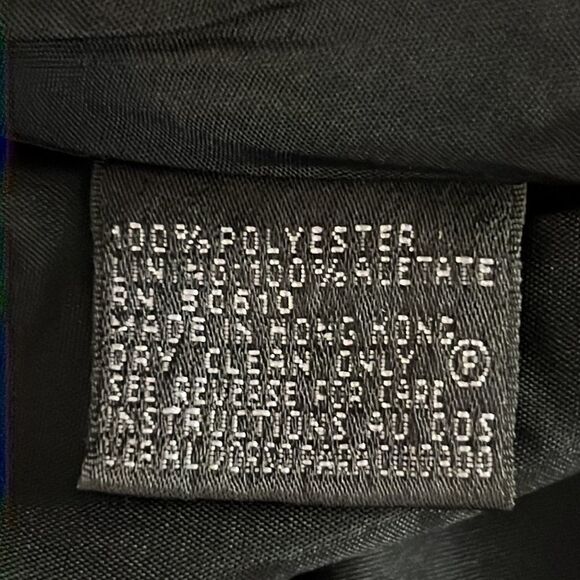 100% POLYESTER
LINING: 100% ACETATE
RN 50610
MADE IN HONG KONG
DRY CLEAN ONLY Ⓟ
SEE REVERSE FOR CARE
INSTRUCTIONS AU DOS
VER AL DORSO PARA CUIDADO